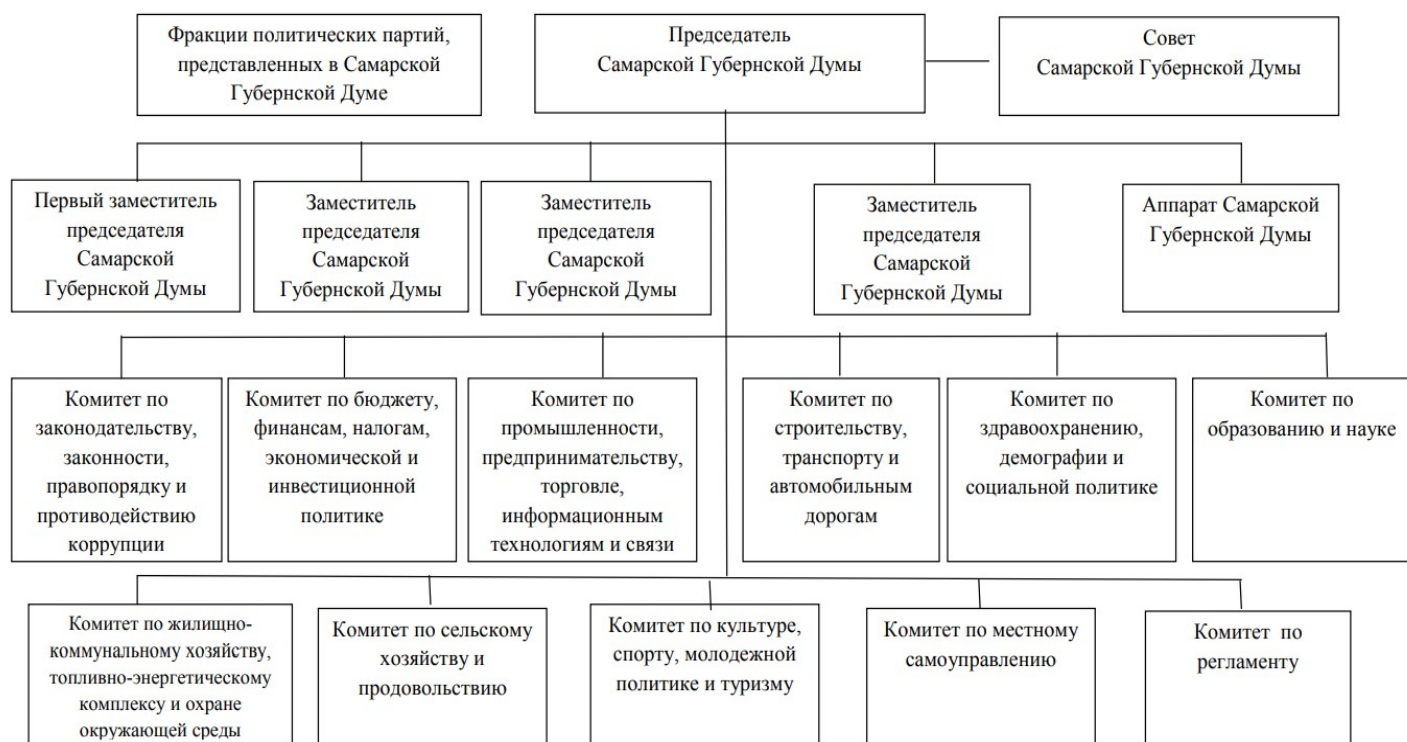 Фракции политических партий,
представленных в Самарской
Губернской Думе
Председатель
Самарской Губернской Думы
Совет
Самарской Губернской Думы
Первый заместитель
председателя
Самарской
Губернской Думы
Заместитель
председателя
Самарской
Губернской Думы
Заместитель
председателя
Самарской
Губернской Думы
Заместитель
председателя
Самарской
Губернской Думы
Аппарат Самарской
Губернской Думы
Комитет по
законодательству,
законности,
правопорядку и
противодействию
коррупции
Комитет по бюджету,
финансам, налогам,
экономической и
инвестиционной
политике
Комитет по
промышленности,
предпринимательству,
торговле,
информационным
технологиям и связи
Комитет по
строительству,
транспорту и
автомобильным
дорогам
Комитет по
здравоохранению,
демографии и
социальной политике
Комитет по
образованию и науке
Комитет по жилищно-
коммунальному хозяйству,
топливно-энергетическому
комплексу и охране
окружающей среды
Комитет по сельскому
хозяйству и
продовольствию
Комитет по культуре,
спорту, молодежной
политике и туризму
Комитет по местному
самоуправлению
Комитет по
регламенту